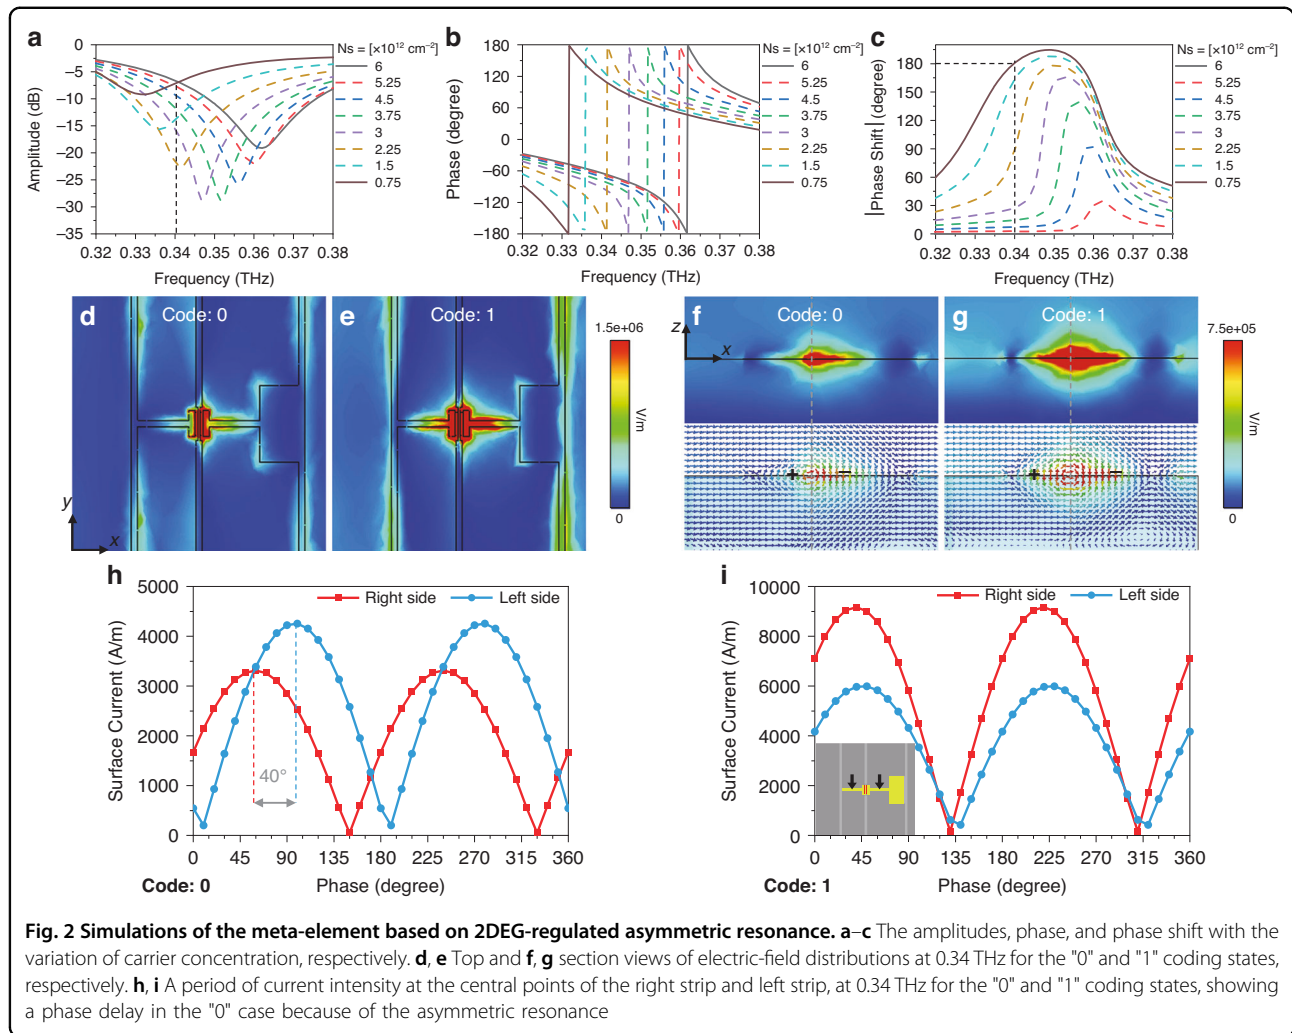 a
0
−5
−10
−15
−20
−25
−30
−35
Amplitude (dB)
0.32 0.33 0.34 0.35 0.36 0.37 0.38
Frequency (THz)
Ns = [×10¹² cm⁻²]
6
5.25
4.5
3.75
3
2.25
1.5
0.75
b
180
120
60
0
−60
−120
−180
Phase (degree)
0.32 0.33 0.34 0.35 0.36 0.37 0.38
Frequency (THz)
Ns = [×10¹² cm⁻²]
6
5.25
4.5
3.75
3
2.25
1.5
0.75
c
180
150
120
90
60
30
0
|Phase Shift| (degree)
0.32 0.33 0.34 0.35 0.36 0.37 0.38
Frequency (THz)
Ns = [×10¹² cm⁻²]
6
5.25
4.5
3.75
3
2.25
1.5
0.75
d Code: 0
y
x
e Code: 1
1.5e+06
V/m
0
f Code: 0
z
x
+ −
g Code: 1
+ −
7.5e+05
V/m
0
h
5000
4000
3000
2000
1000
0
Surface Current (A/m)
Right side Left side
40°
0 45 90 135 180 225 270 315 360
Code: 0 Phase (degree)
i
10000
8000
6000
4000
2000
0
Surface Current (A/m)
Right side Left side
0 45 90 135 180 225 270 315 360
Code: 1 Phase (degree)
Fig. 2 Simulations of the meta-element based on 2DEG-regulated asymmetric resonance. a–c The amplitudes, phase, and phase shift with the
variation of carrier concentration, respectively. d, e Top and f, g section views of electric-field distributions at 0.34 THz for the "0" and "1" coding states,
respectively. h, i A period of current intensity at the central points of the right strip and left strip, at 0.34 THz for the "0" and "1" coding states, showing
a phase delay in the "0" case because of the asymmetric resonance